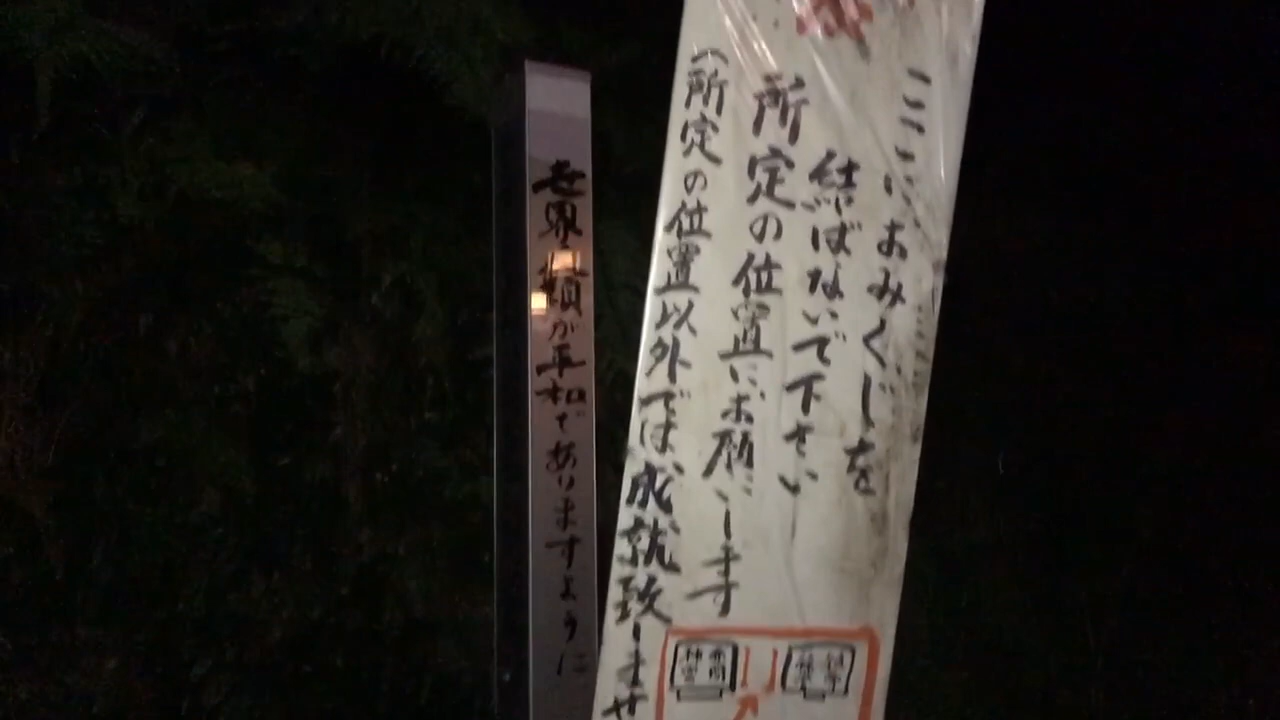 ここにおみくじを
結ばないで下さい
所定の位置にお願いします
(所定の位置以外では成就致しませ
世界人類が平和でありますように